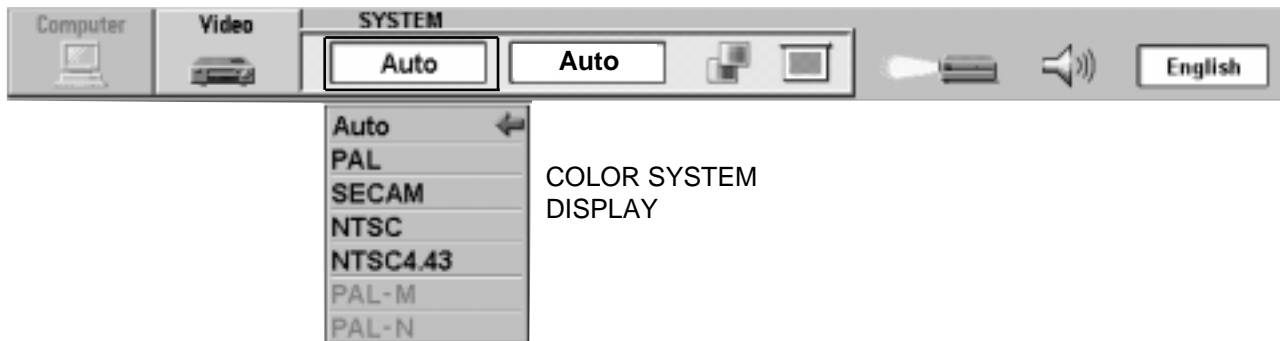 Computer Video SYSTEM
Auto Auto English
Auto
PAL
SECAM
NTSC
NTSC4.43
PAL-M
PAL-N
COLOR SYSTEM
DISPLAY